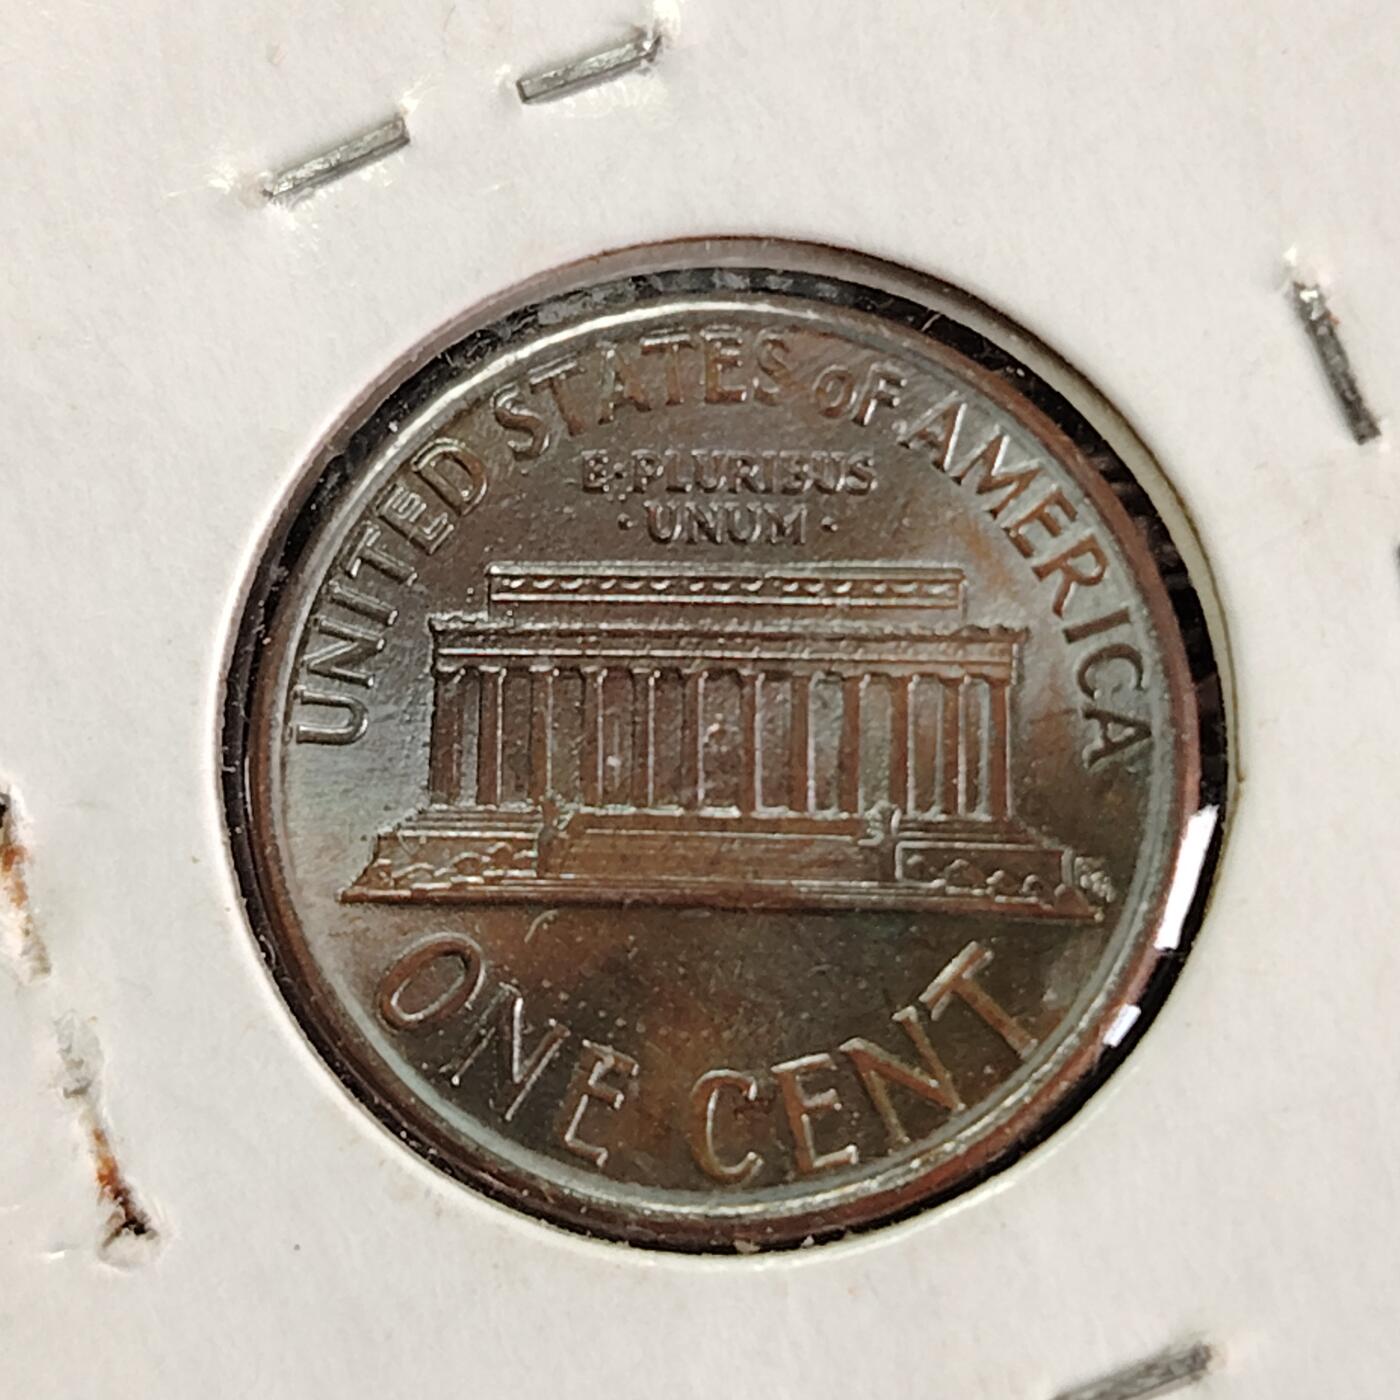 UNITED STATES OF AMERICA
E·PLURIBUS
·UNUM·
ONE CENT